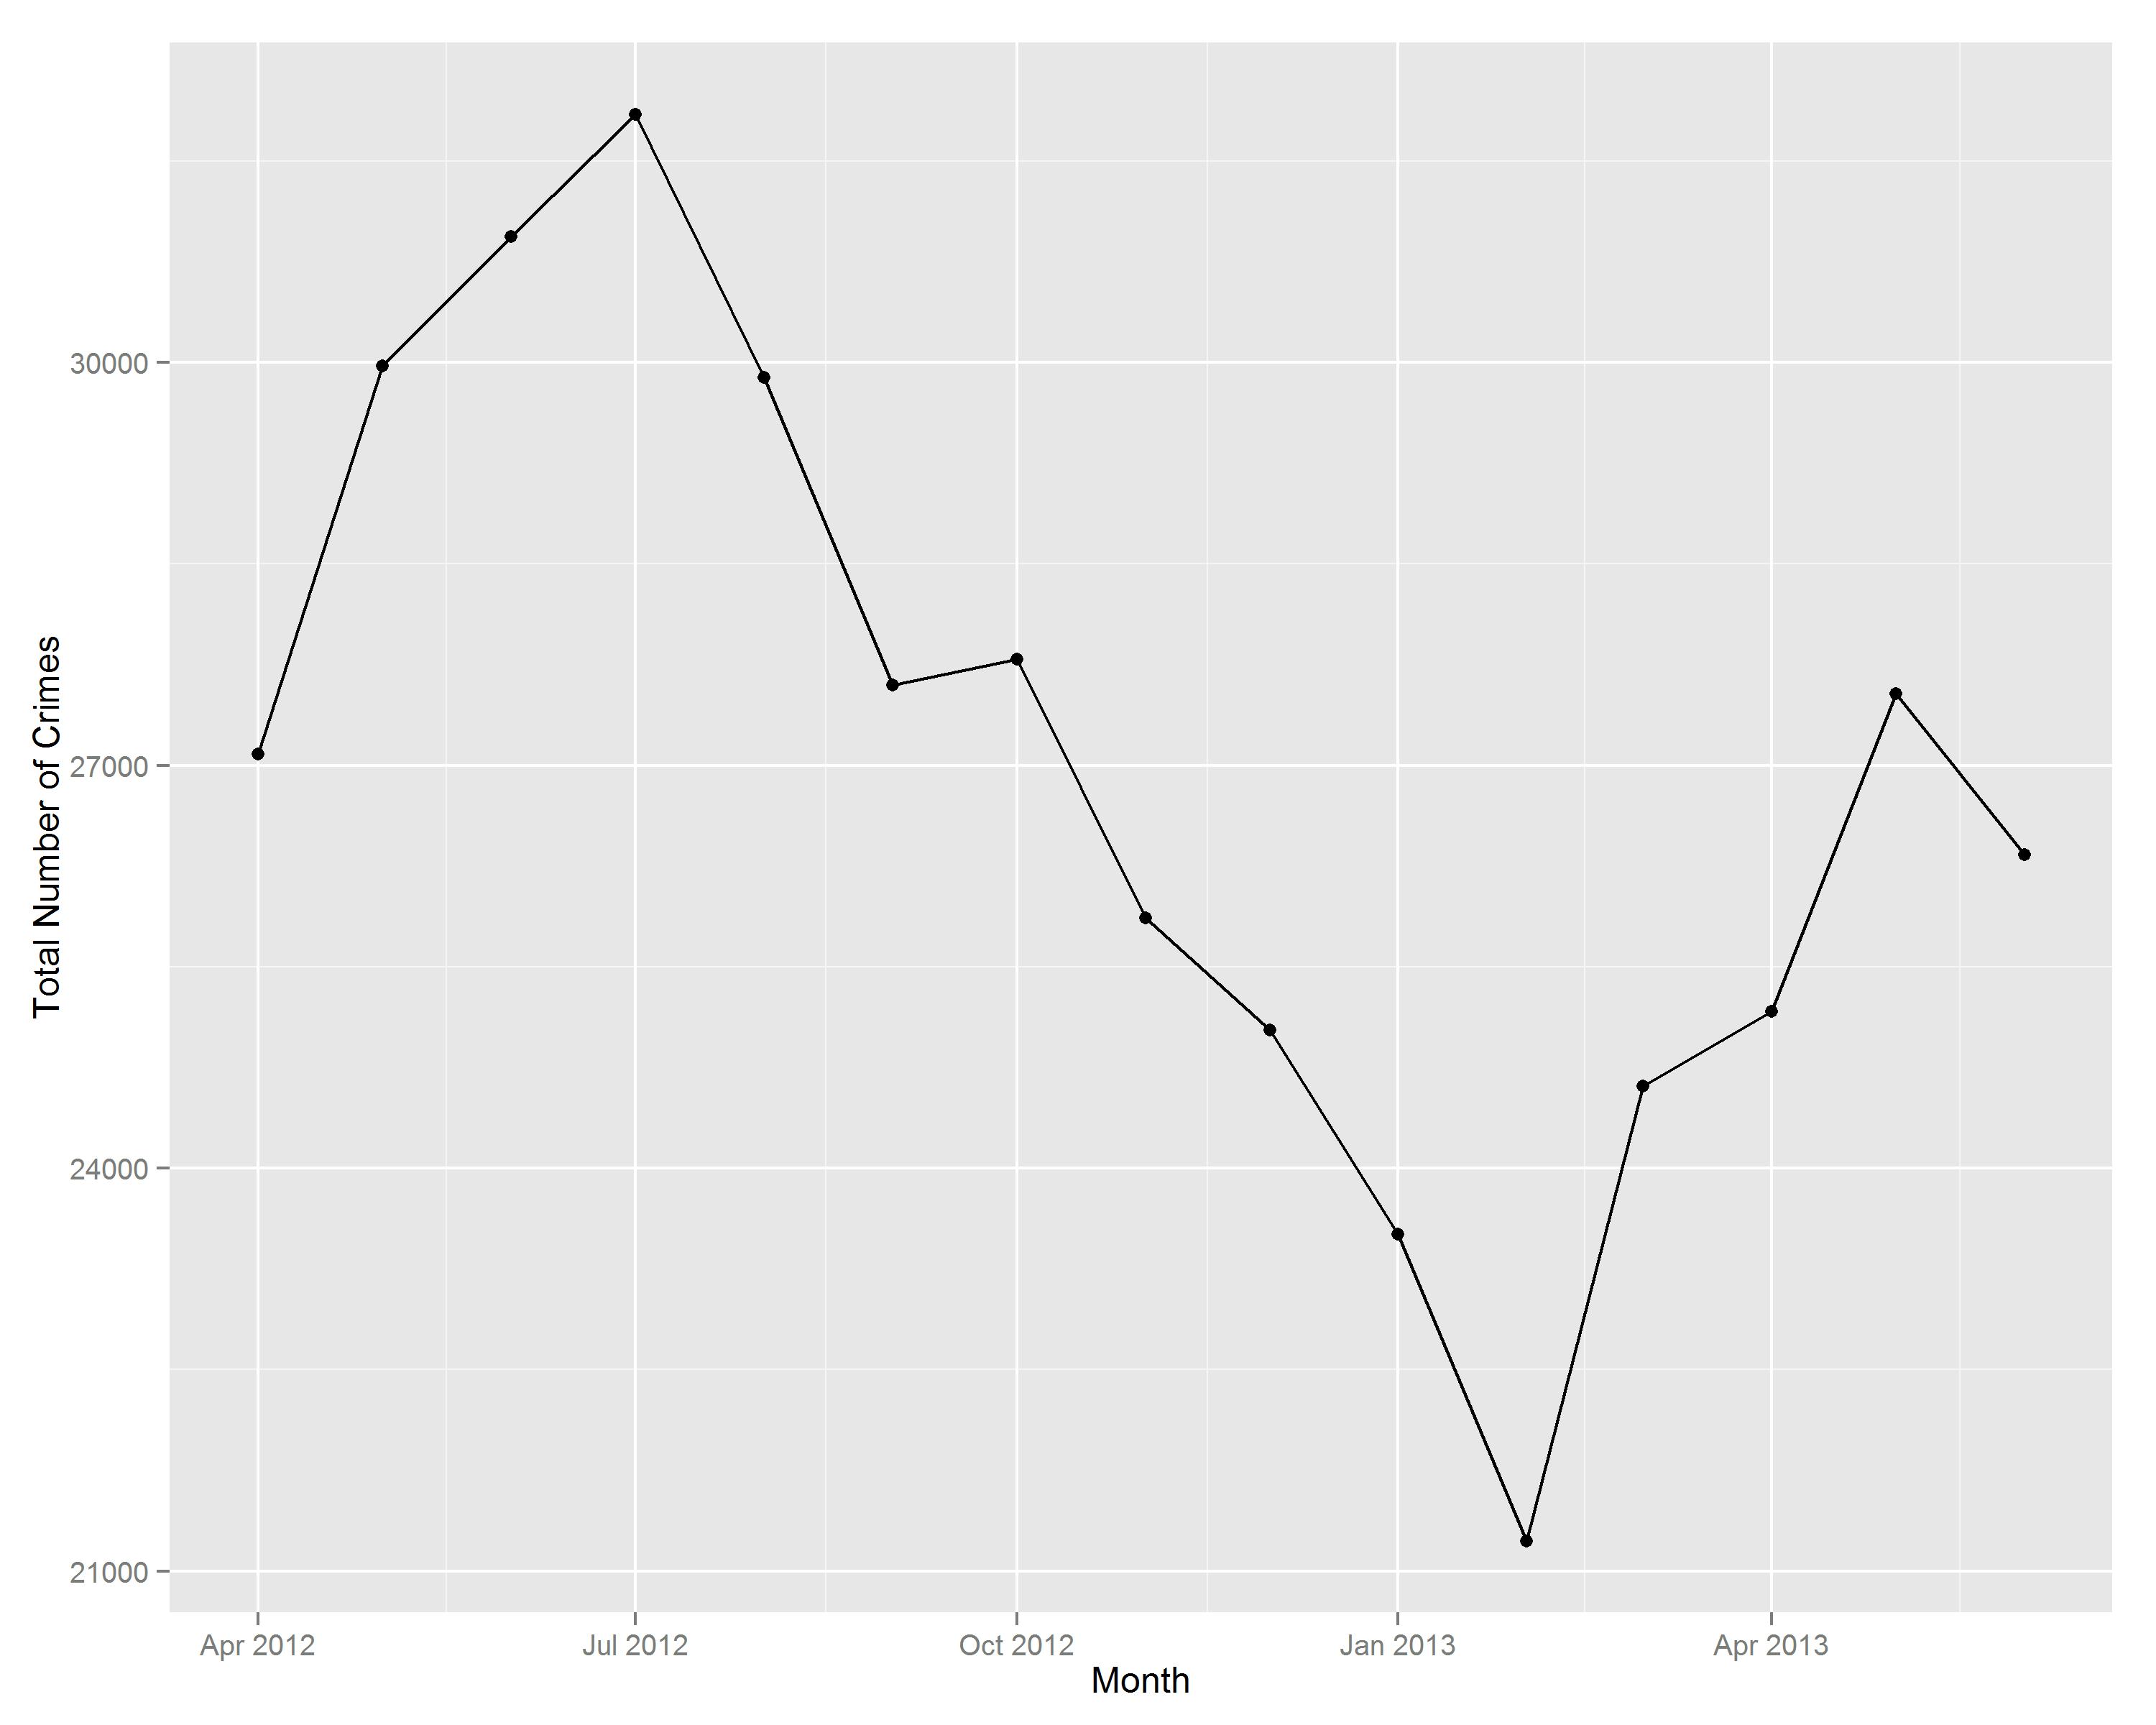 Total Number of Crimes
30000
27000
24000
21000
Apr 2012
Jul 2012
Oct 2012
Jan 2013
Apr 2013
Month